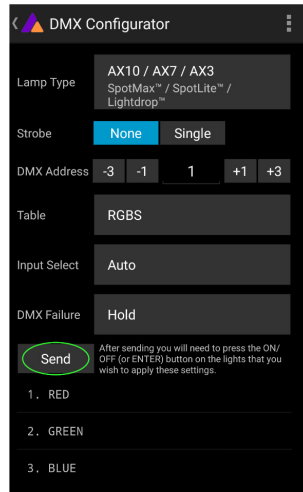 DMX Configurator
Lamp Type
AX10 / AX7 / AX3
SpotMax™ / SpotLite™ /
Lightdrop™
Strobe
None Single
DMX Address -3 -1 1 +1 +3
Table RGBS
Input Select Auto
DMX Failure Hold
Send
After sending you will need to press the ON/
OFF (or ENTER) button on the lights that you
wish to apply these settings.
1. RED
2. GREEN
3. BLUE